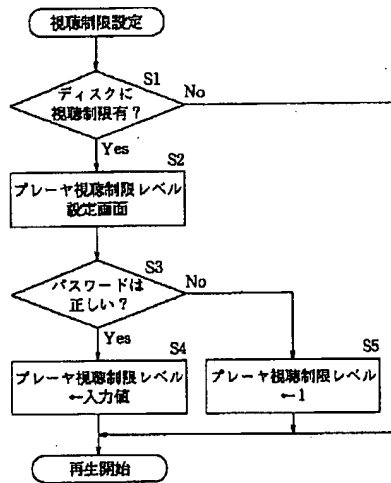 視聴制限設定
S1
ディスクに
視聴制限有?
No
Yes
S2
プレーヤ視聴制限レベル
設定画面
S3
パスワードは
正しい?
No
Yes
S4
プレーヤ視聴制限レベル
←入力値
S5
プレーヤ視聴制限レベル
←1
再生開始